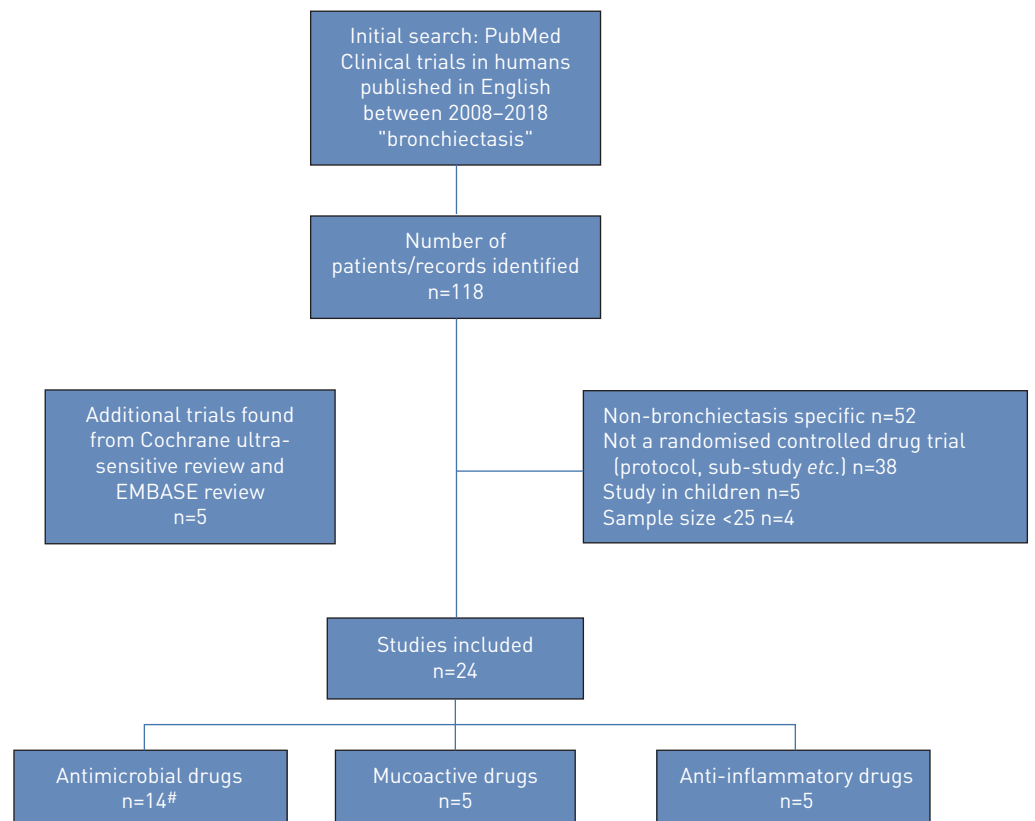 Initial search: PubMed
Clinical trials in humans
published in English
between 2008–2018
"bronchiectasis"
Number of
patients/records identified
n=118
Additional trials found
from Cochrane ultra-
sensitive review and
EMBASE review
n=5
Non-bronchiectasis specific n=52
Not a randomised controlled drug trial
(protocol, sub-study etc.) n=38
Study in children n=5
Sample size <25 n=4
Studies included
n=24
Antimicrobial drugs
n=14#
Mucoactive drugs
n=5
Anti-inflammatory drugs
n=5